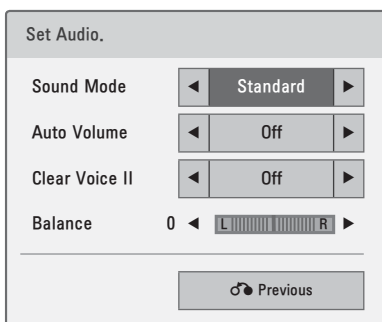 Set Audio.
Sound Mode ◀ Standard ▶
Auto Volume ◀ Off ▶
Clear Voice II ◀ Off ▶
Balance 0 ◀ L R ▶
Previous